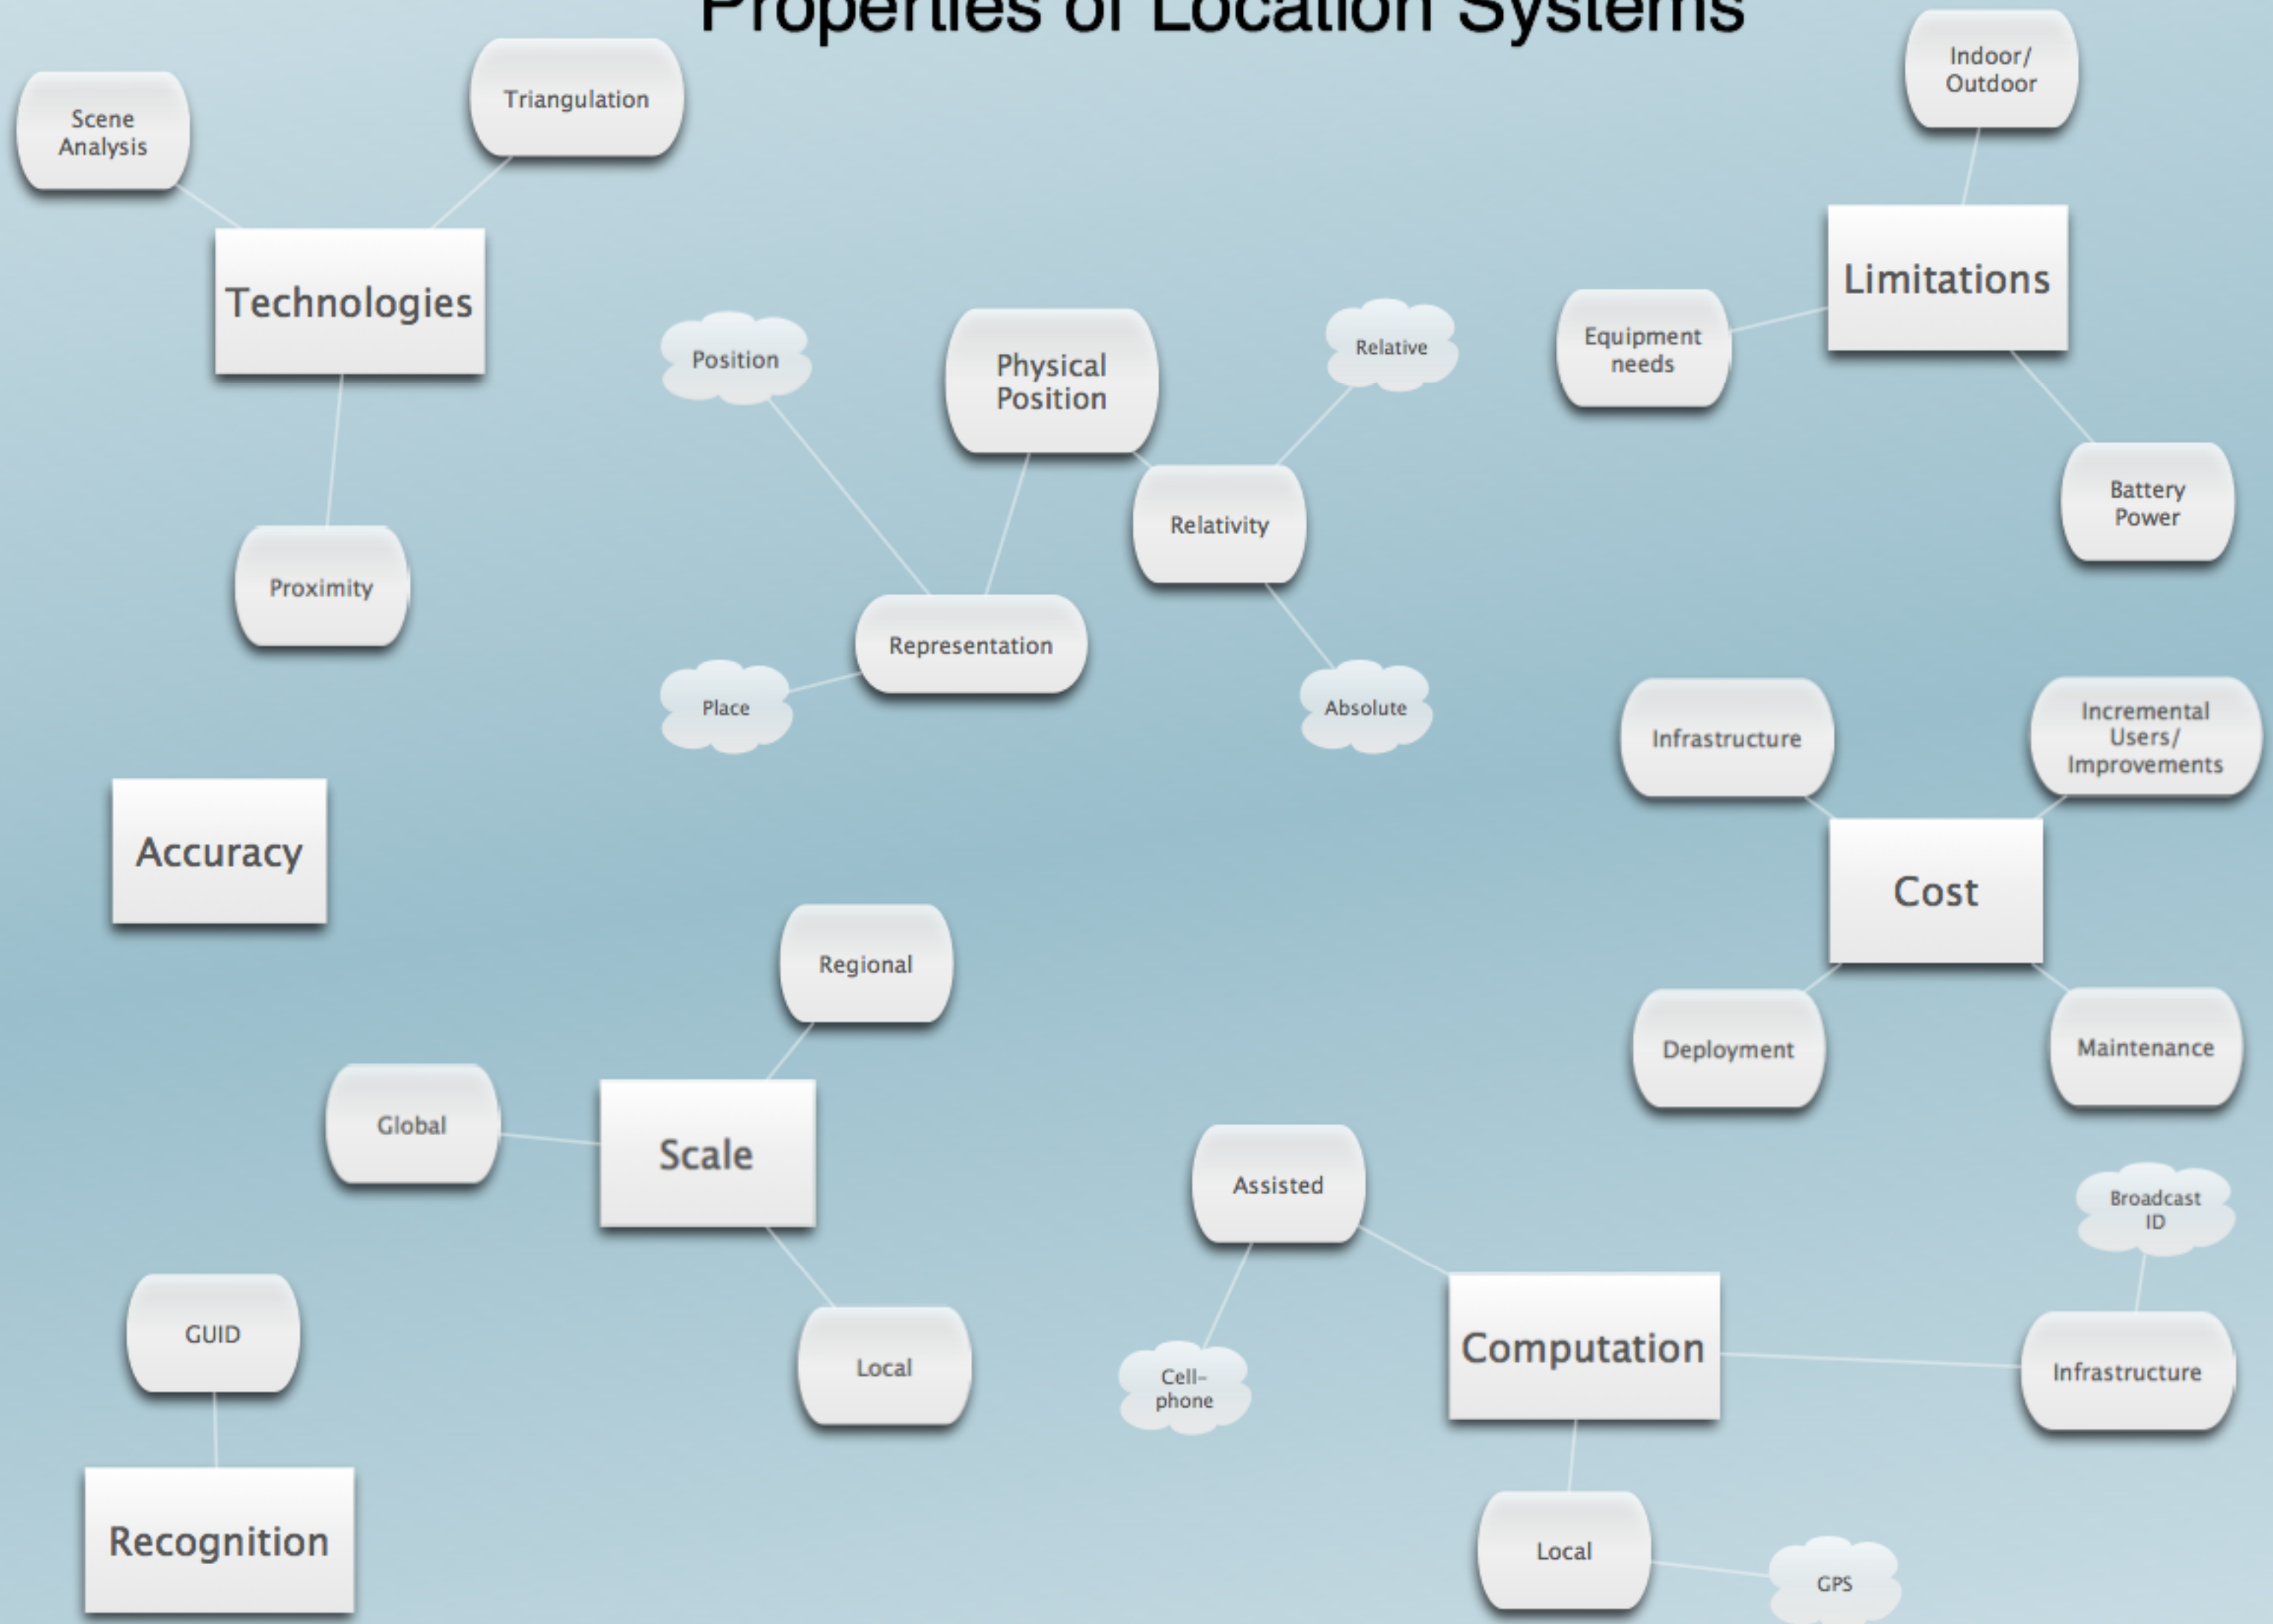 Properties of Location Systems
Scene
Analysis
Triangulation
Technologies
Proximity
Position
Physical
Position
Relative
Relativity
Representation
Place
Absolute
Indoor/
Outdoor
Limitations
Equipment
needs
Battery
Power
Accuracy
Infrastructure
Incremental
Users/
Improvements
Cost
Deployment
Maintenance
Regional
Global
Scale
Local
GUID
Recognition
Assisted
Cell-
phone
Computation
Broadcast
ID
Infrastructure
Local
GPS